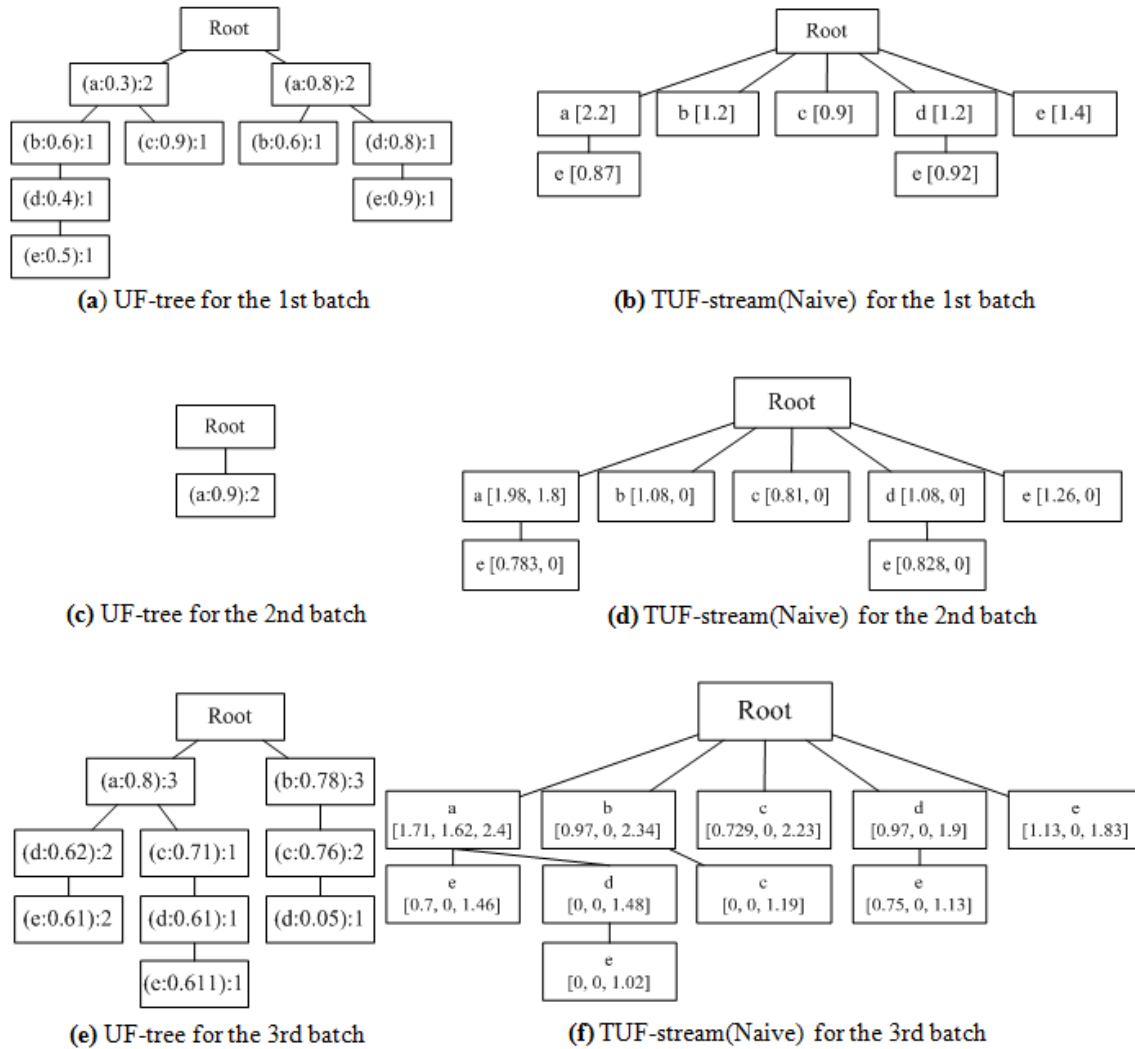 Root
(a:0.3):2 (a:0.8):2
(b:0.6):1 (c:0.9):1 (b:0.6):1 (d:0.8):1
(d:0.4):1 (e:0.9):1
(e:0.5):1
(a) UF-tree for the 1st batch
Root
a [2.2] b [1.2] c [0.9] d [1.2] e [1.4]
e [0.87] e [0.92]
(b) TUF-stream(Naive) for the 1st batch
Root
(a:0.9):2
(c) UF-tree for the 2nd batch
Root
a [1.98, 1.8] b [1.08, 0] c [0.81, 0] d [1.08, 0] e [1.26, 0]
e [0.783, 0] e [0.828, 0]
(d) TUF-stream(Naive) for the 2nd batch
Root
(a:0.8):3 (b:0.78):3
(d:0.62):2 (c:0.71):1 (c:0.76):2
(e:0.61):2 (d:0.61):1 (d:0.05):1
(e:0.611):1
(e) UF-tree for the 3rd batch
Root
a b c d e
[1.71, 1.62, 2.4] [0.97, 0, 2.34] [0.729, 0, 2.23] [0.97, 0, 1.9] [1.13, 0, 1.83]
e d c e
[0.7, 0, 1.46] [0, 0, 1.48] [0, 0, 1.19] [0.75, 0, 1.13]
e
[0, 0, 1.02]
(f) TUF-stream(Naive) for the 3rd batch